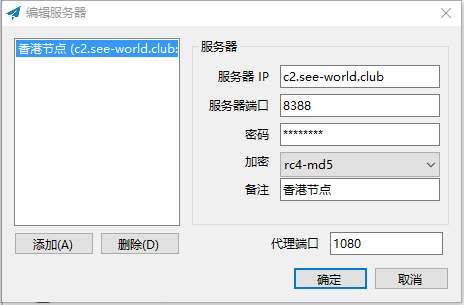 编辑服务器
香港节点 (c2.see-world.club:
服务器
服务器 IP c2.see-world.club
服务器端口 8388
密码 ********
加密 rc4-md5
备注 香港节点
添加(A) 删除(D)
代理端口 1080
确定 取消